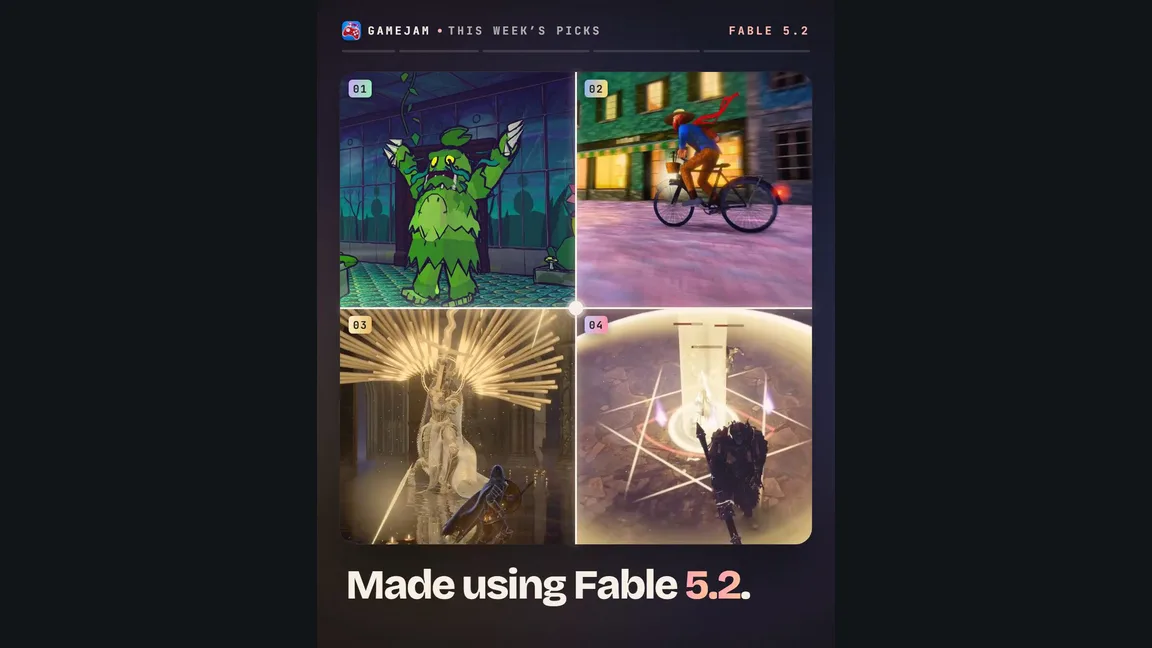 GAMEJAM • THIS WEEK’S PICKS
FABLE 5.2
01
02
03
04
Made using Fable 5.2.